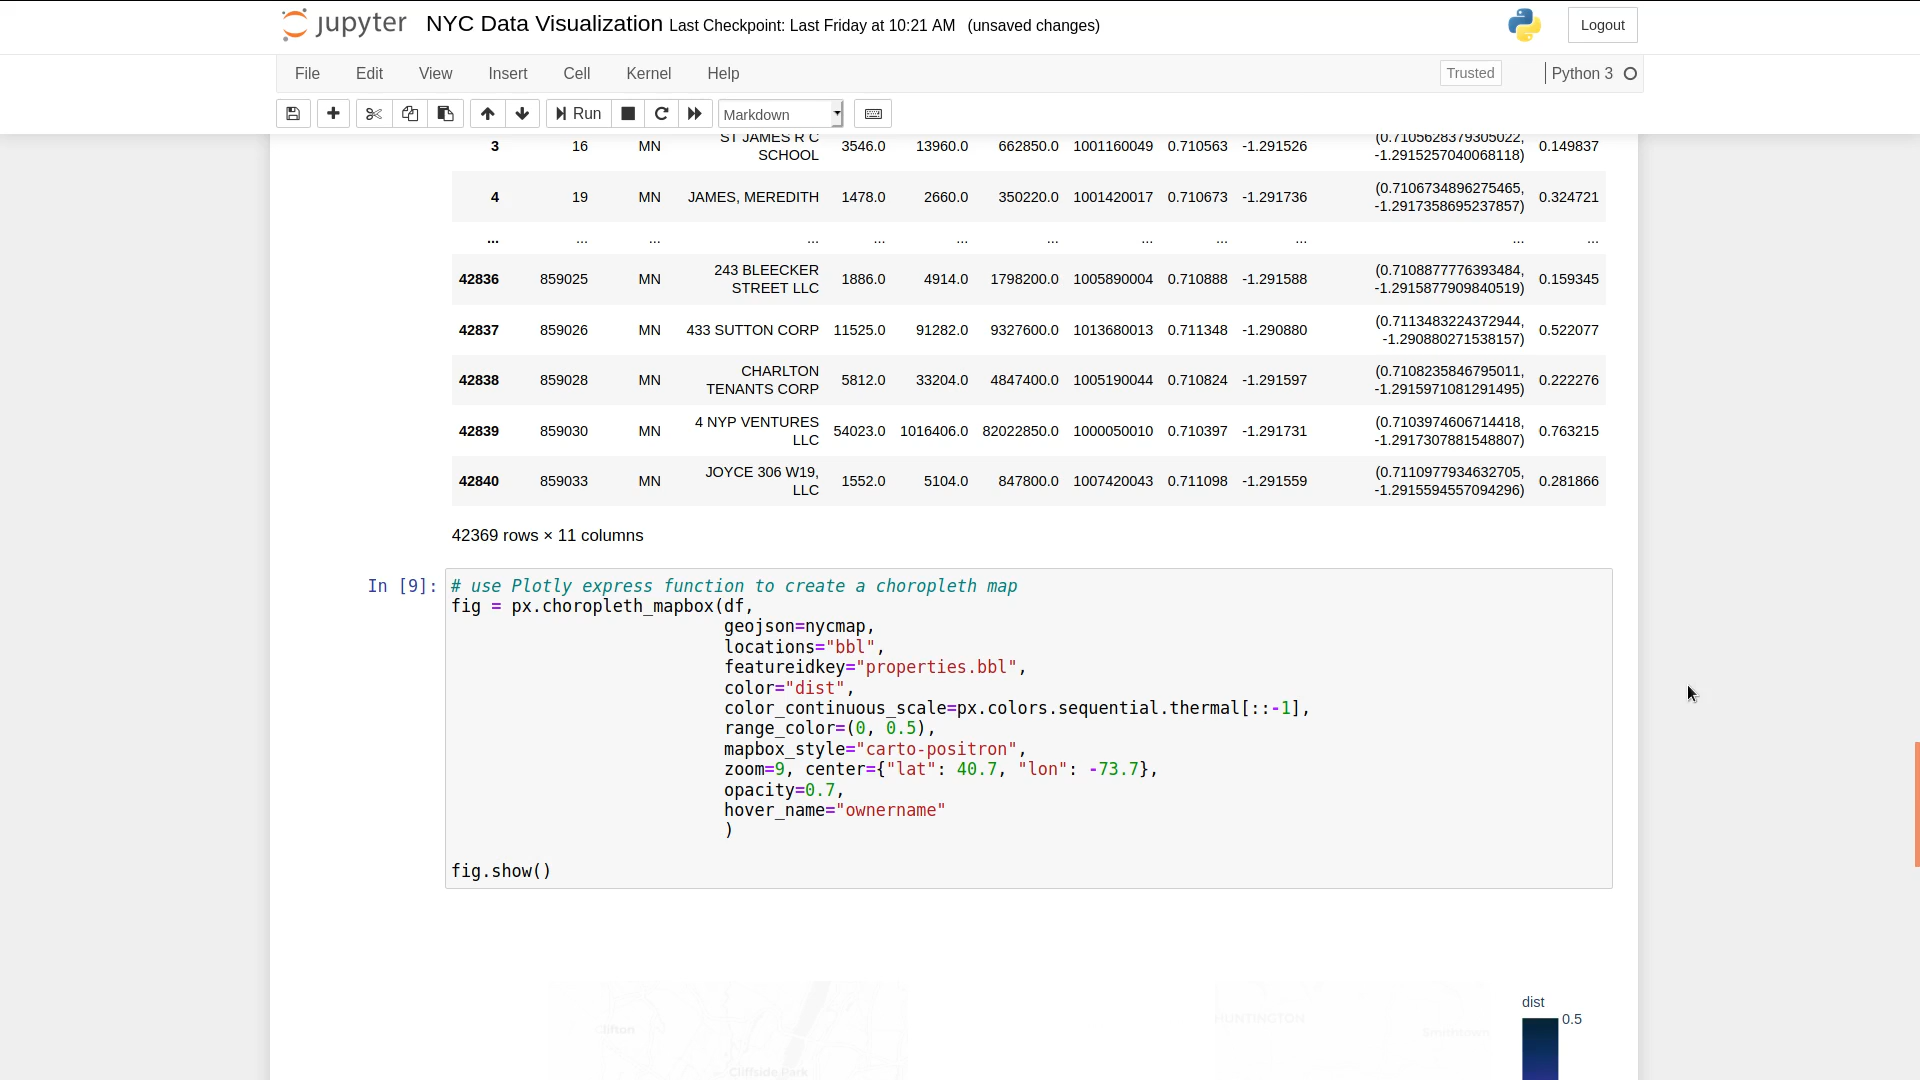 jupyter NYC Data Visualization Last Checkpoint: Last Friday at 10:21 AM (unsaved changes) Logout
File Edit View Insert Cell Kernel Help Trusted Python 3
Run Markdown
3 16 MN ST JAMES R C SCHOOL 3546.0 13960.0 662850.0 1001160049 0.710563 -1.291526 (0.7105628379305022, -1.2915257040068118) 0.149837
4 19 MN JAMES, MEREDITH 1478.0 2660.0 350220.0 1001420017 0.710673 -1.291736 (0.7106734896275465, -1.2917358695237857) 0.324721
... ... ... ... ... ... ... ... ... ... ... ...
42836 859025 MN 243 BLEECKER STREET LLC 1886.0 4914.0 1798200.0 1005890004 0.710888 -1.291588 (0.7108877776393484, -1.2915877909840519) 0.159345
42837 859026 MN 433 SUTTON CORP 11525.0 91282.0 9327600.0 1013680013 0.711348 -1.290880 (0.7113483224372944, -1.290880271538157) 0.522077
42838 859028 MN CHARLTON TENANTS CORP 5812.0 33204.0 4847400.0 1005190044 0.710824 -1.291597 (0.7108235846795011, -1.2915971081291495) 0.222276
42839 859030 MN 4 NYP VENTURES LLC 54023.0 1016406.0 82022850.0 1000050010 0.710397 -1.291731 (0.7103974606714418, -1.2917307881548807) 0.763215
42840 859033 MN JOYCE 306 W19, LLC 1552.0 5104.0 847800.0 1007420043 0.711098 -1.291559 (0.7110977934632705, -1.2915594557094296) 0.281866
42369 rows × 11 columns
In [9]: # use Plotly express function to create a choropleth map
fig = px.choropleth_mapbox(df,
geojson=nycmap,
locations="bbl",
featureidkey="properties.bbl",
color="dist",
color_continuous_scale=px.colors.sequential.thermal[::-1],
range_color=(0, 0.5),
mapbox_style="carto-positron",
zoom=9, center={"lat": 40.7, "lon": -73.7},
opacity=0.7,
hover_name="ownername"
)
fig.show()
dist
0.5
HUNTINGTON
Clifton
Smithtown
Cliffside Park